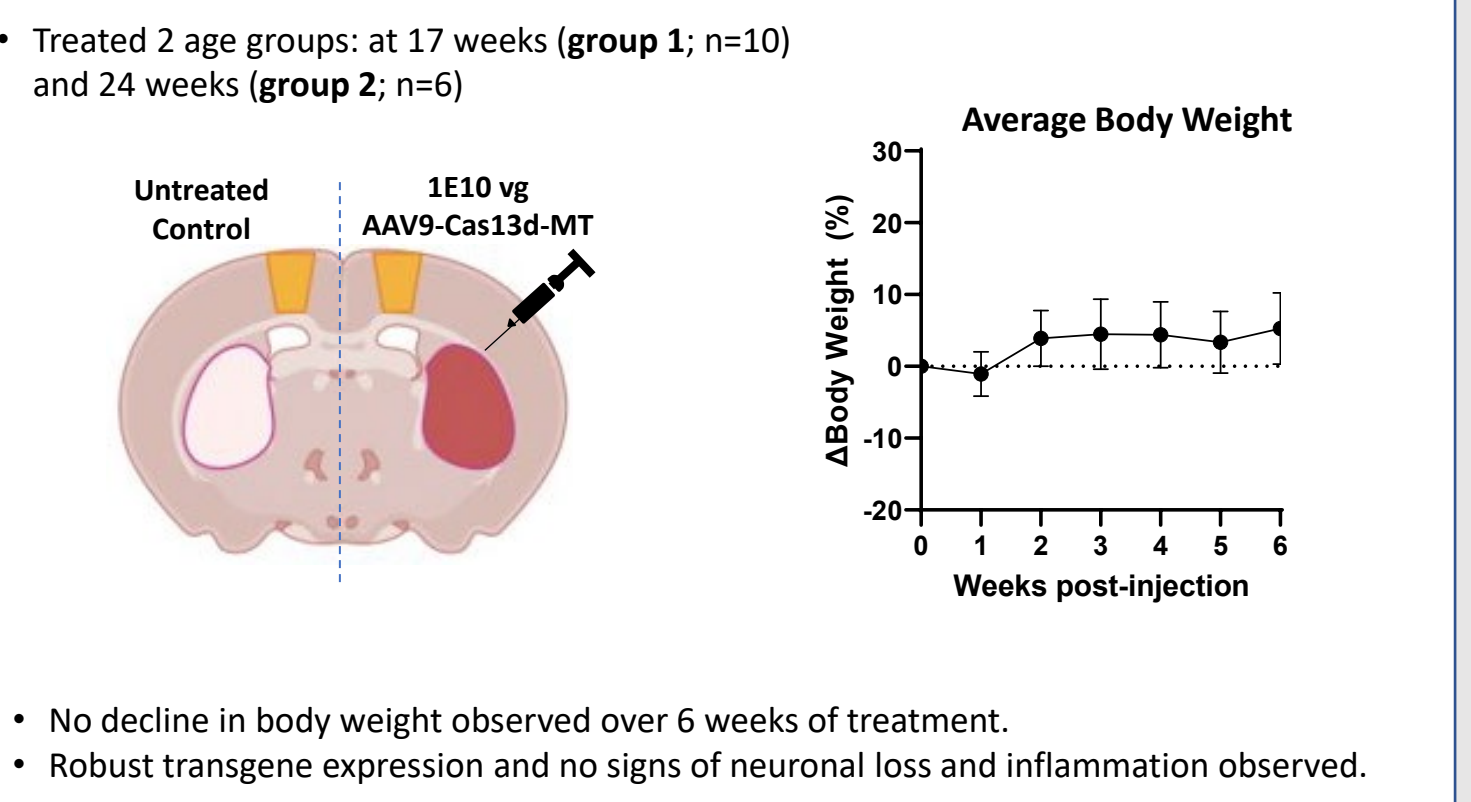 • Treated 2 age groups: at 17 weeks (group 1; n=10)
and 24 weeks (group 2; n=6)
Untreated
Control
1E10 vg
AAV9-Cas13d-MT
Average Body Weight
ΔBody Weight (%)
30
20
10
0
-10
-20
0 1 2 3 4 5 6
Weeks post-injection
• No decline in body weight observed over 6 weeks of treatment.
• Robust transgene expression and no signs of neuronal loss and inflammation observed.